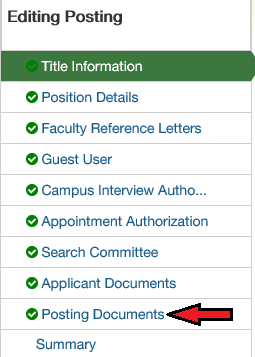 Editing Posting
Title Information
Position Details
Faculty Reference Letters
Guest User
Campus Interview Autho...
Appointment Authorization
Search Committee
Applicant Documents
Posting Documents
Summary